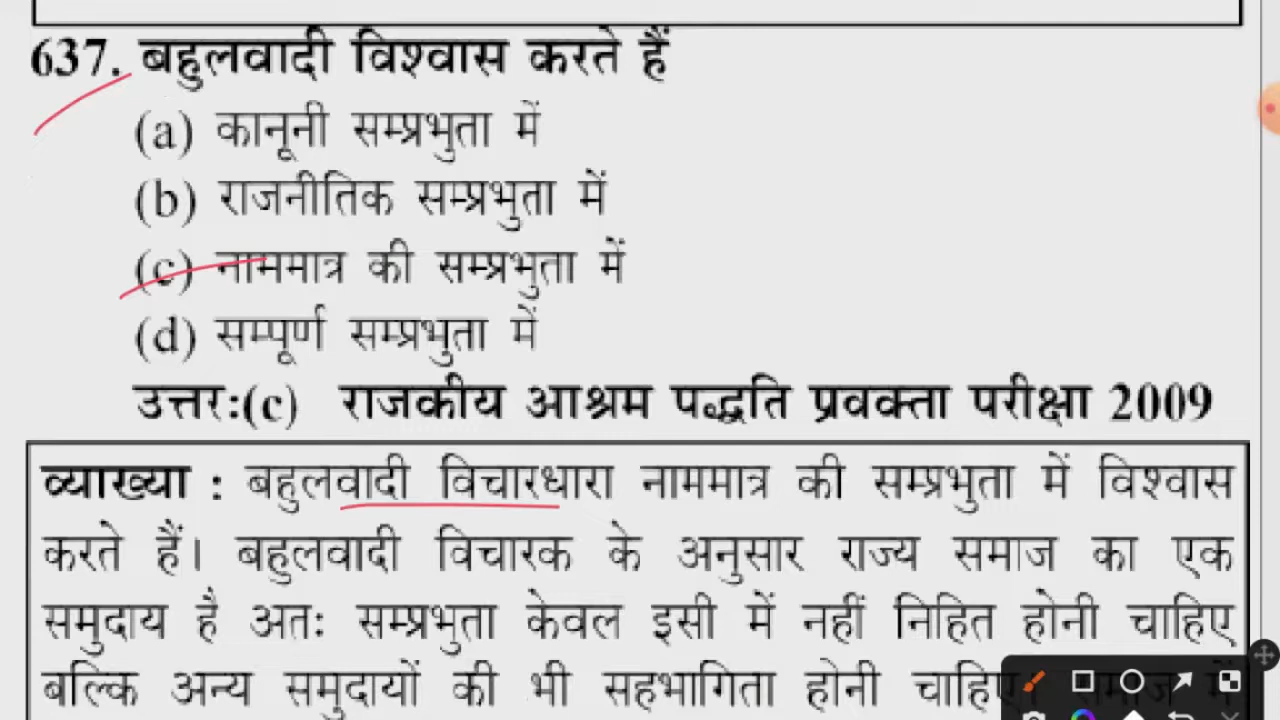 637. बहुलवादी विश्वास करते हैं
(a) कानूनी सम्प्रभुता में
(b) राजनीतिक सम्प्रभुता में
(c) नाममात्र की सम्प्रभुता में
(d) सम्पूर्ण सम्प्रभुता में
उत्तरः(c) राजकीय आश्रम पद्धति प्रवक्ता परीक्षा 2009
व्याख्या : बहुलवादी विचारधारा नाममात्र की सम्प्रभुता में विश्वास
करते हैं। बहुलवादी विचारक के अनुसार राज्य समाज का एक
समुदाय है अतः सम्प्रभुता केवल इसी में नहीं निहित होनी चाहिए
बल्कि अन्य समुदायों की भी सहभागिता होनी चाहिए।